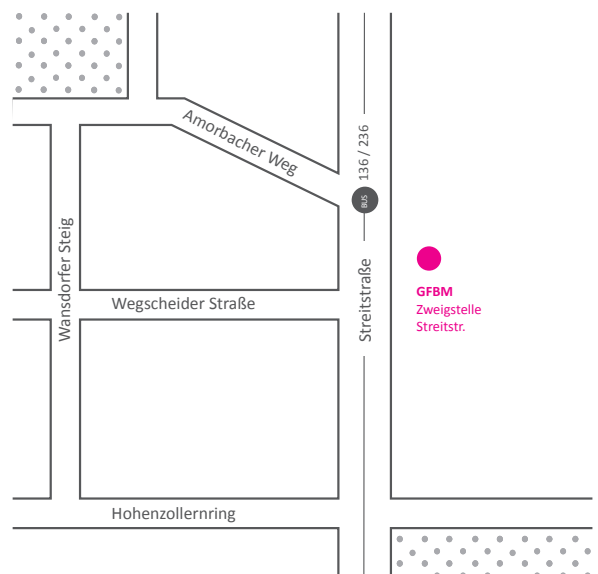 Amorbacher Weg
136 / 236
BUS
Wansdorfer Steig
Wegscheider Straße
Streitstraße
GFBM
Zweigstelle
Streitstr.
Hohenzollernring